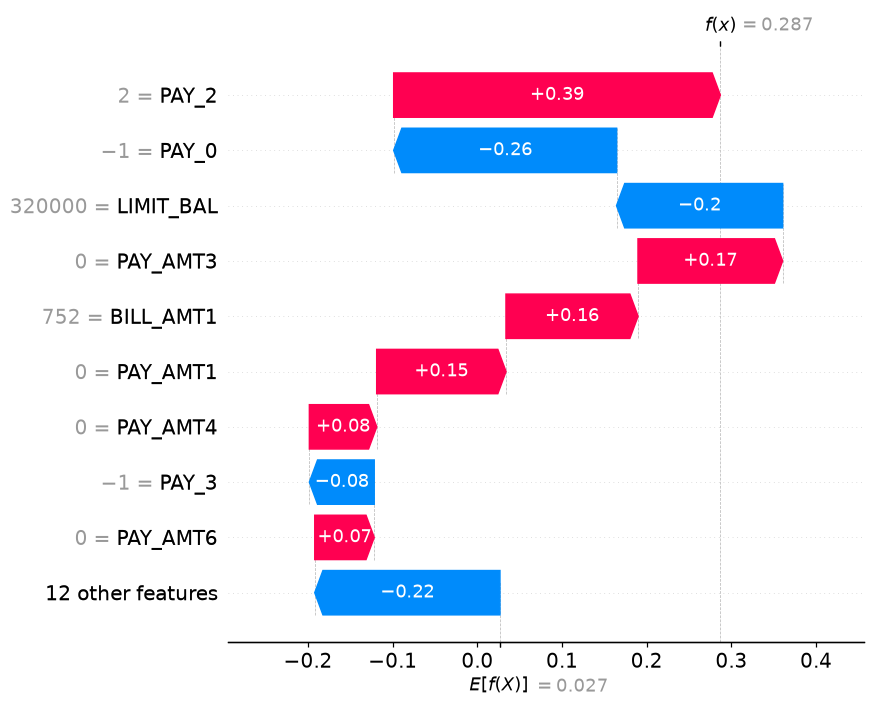 f(x) = 0.287
2 = PAY_2 +0.39
−1 = PAY_0 −0.26
320000 = LIMIT_BAL −0.2
0 = PAY_AMT3 +0.17
752 = BILL_AMT1 +0.16
0 = PAY_AMT1 +0.15
0 = PAY_AMT4 +0.08
−1 = PAY_3 −0.08
0 = PAY_AMT6 +0.07
12 other features −0.22
−0.2 −0.1 0.0 0.1 0.2 0.3 0.4
E[f(X)] = 0.027